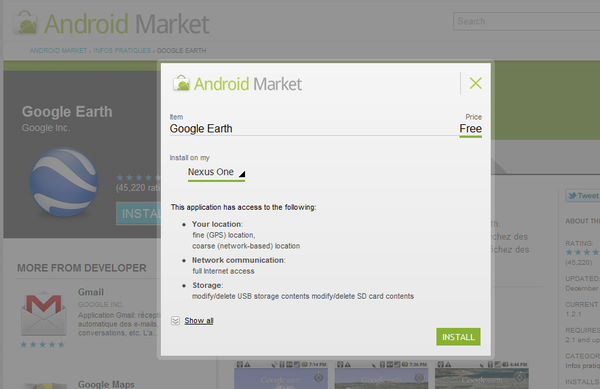 Android Market
Search
ANDROID MARKET › INFOS PRATIQUES › GOOGLE EARTH
Google Earth
Google Inc.
(45,220 rati
INSTA
Android Market
Item
Price
Google Earth
Free
Install on my
Nexus One
This application has access to the following:
Your location:
fine (GPS) location,
coarse (network-based) location
Network communication:
full Internet access
Storage:
modify/delete USB storage contents modify/delete SD card contents
Show all
INSTALL
MORE FROM DEVELOPER
Gmail
GOOGLE INC.
Application Gmail: récept
automatique des e-mails,
conversations, etc. L'a...
Google Maps
th.
rchez des
chez des
Tweet
ABOUT THI
RATING:
(45,220)
UPDATED
December
CURRENT
1.2.1
REQUIRES
2.1 and up
CATEGOR
Infos pratiq
INSTALLS